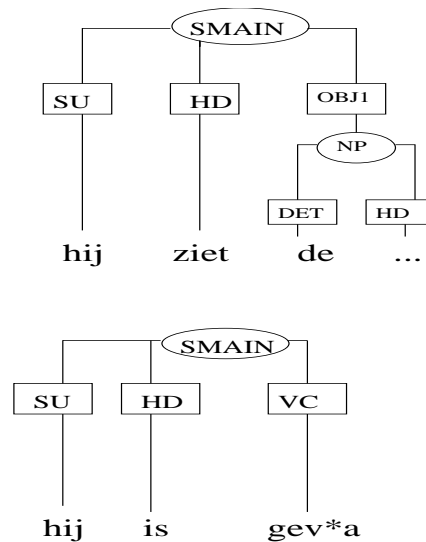 SMAIN
SU HD OBJ1
NP
DET HD
hij ziet de ...
SMAIN
SU HD VC
hij is gev*a